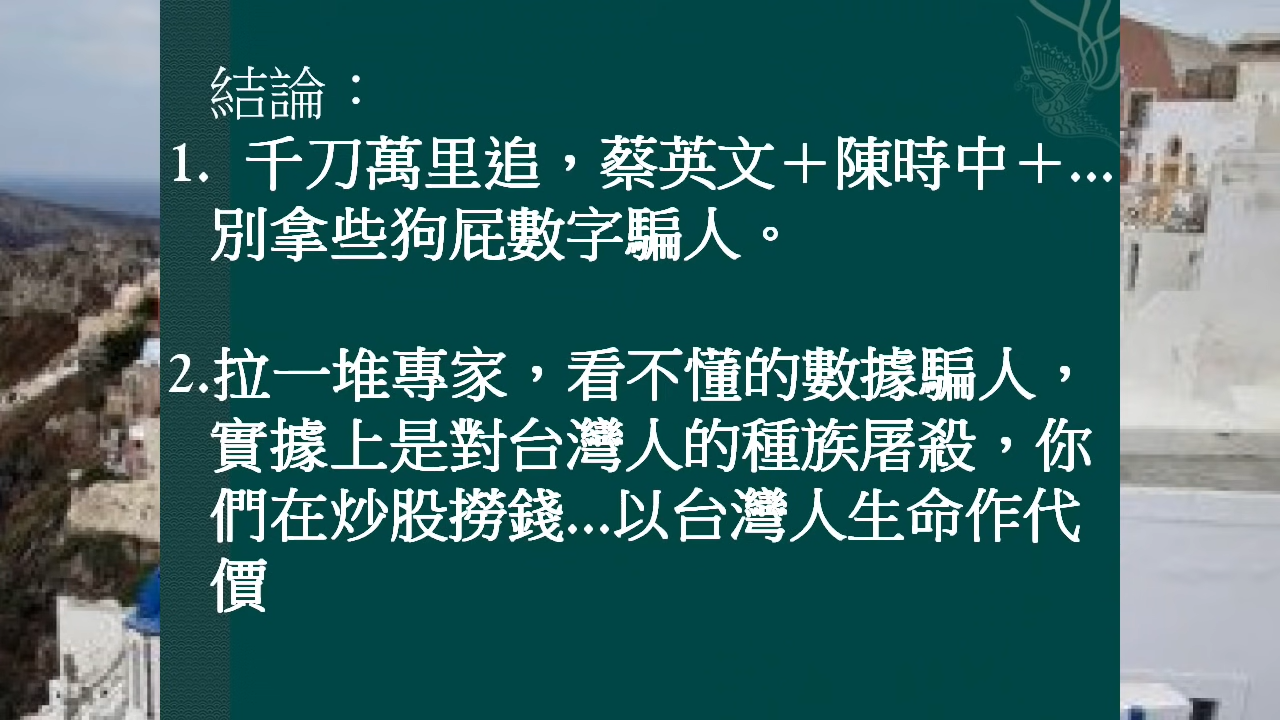 結論：
1. 千刀萬里追，蔡英文＋陳時中＋...
別拿些狗屁數字騙人。
2.拉一堆專家，看不懂的數據騙人，
實據上是對台灣人的種族屠殺，你
們在炒股撈錢...以台灣人生命作代
價